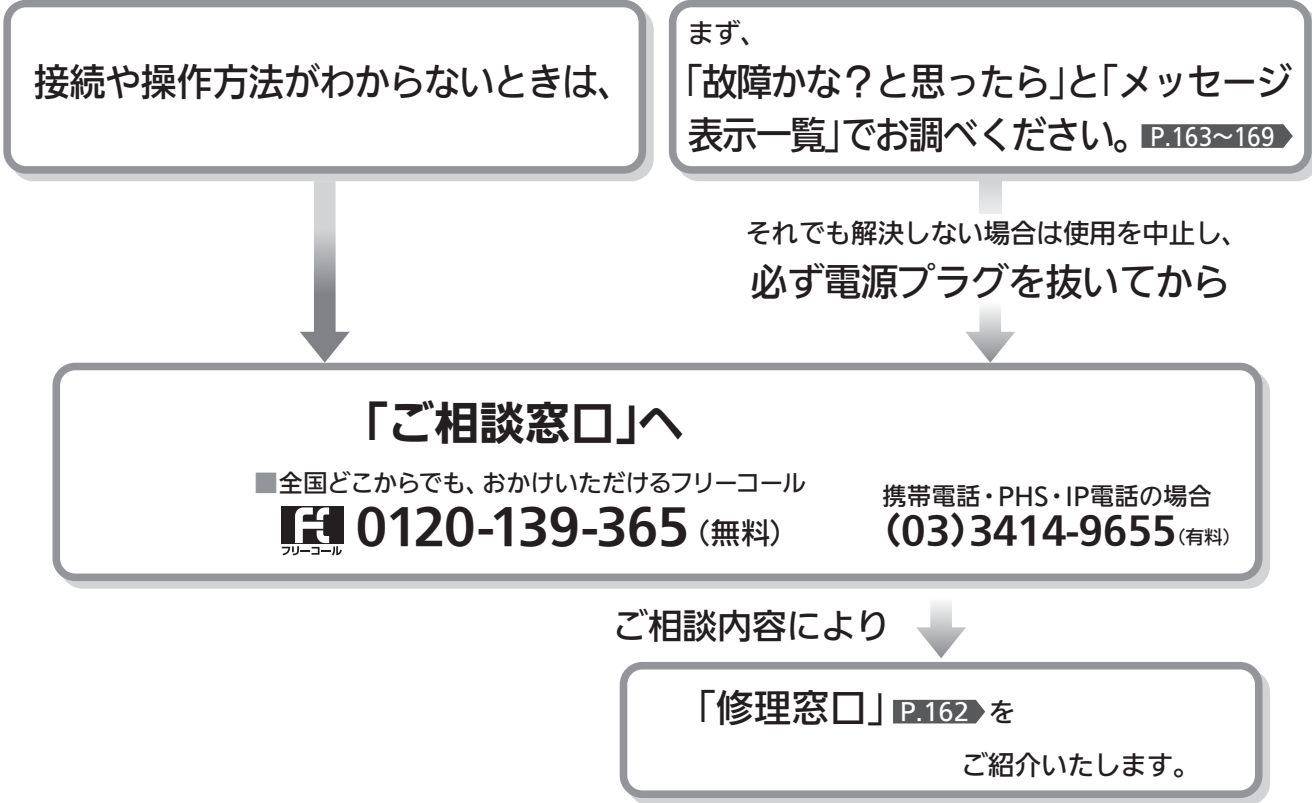 接続や操作方法がわからないときは、
まず、
「故障かな？と思ったら」と「メッセージ
表示一覧」でお調べください。 P.163~169
それでも解決しない場合は使用を中止し、
必ず電源プラグを抜いてから
「ご相談窓口」へ
■全国どこからでも、おかけいただけるフリーコール
フリーコール 0120-139-365（無料）
携帯電話・PHS・IP電話の場合
（03）3414-9655（有料）
ご相談内容により
「修理窓口」 P.162 を
ご紹介いたします。